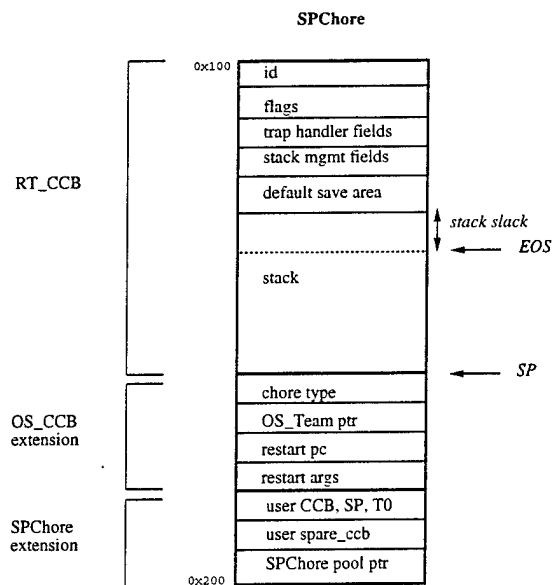 SPChore
0x100
id
flags
trap handler fields
stack mgmt fields
RT_CCB
default save area
stack slack
EOS
stack
SP
chore type
OS_CCB
extension
OS_Team ptr
restart pc
restart args
user CCB, SP, T0
SPChore
extension
user spare_ccb
SPChore pool ptr
0x200